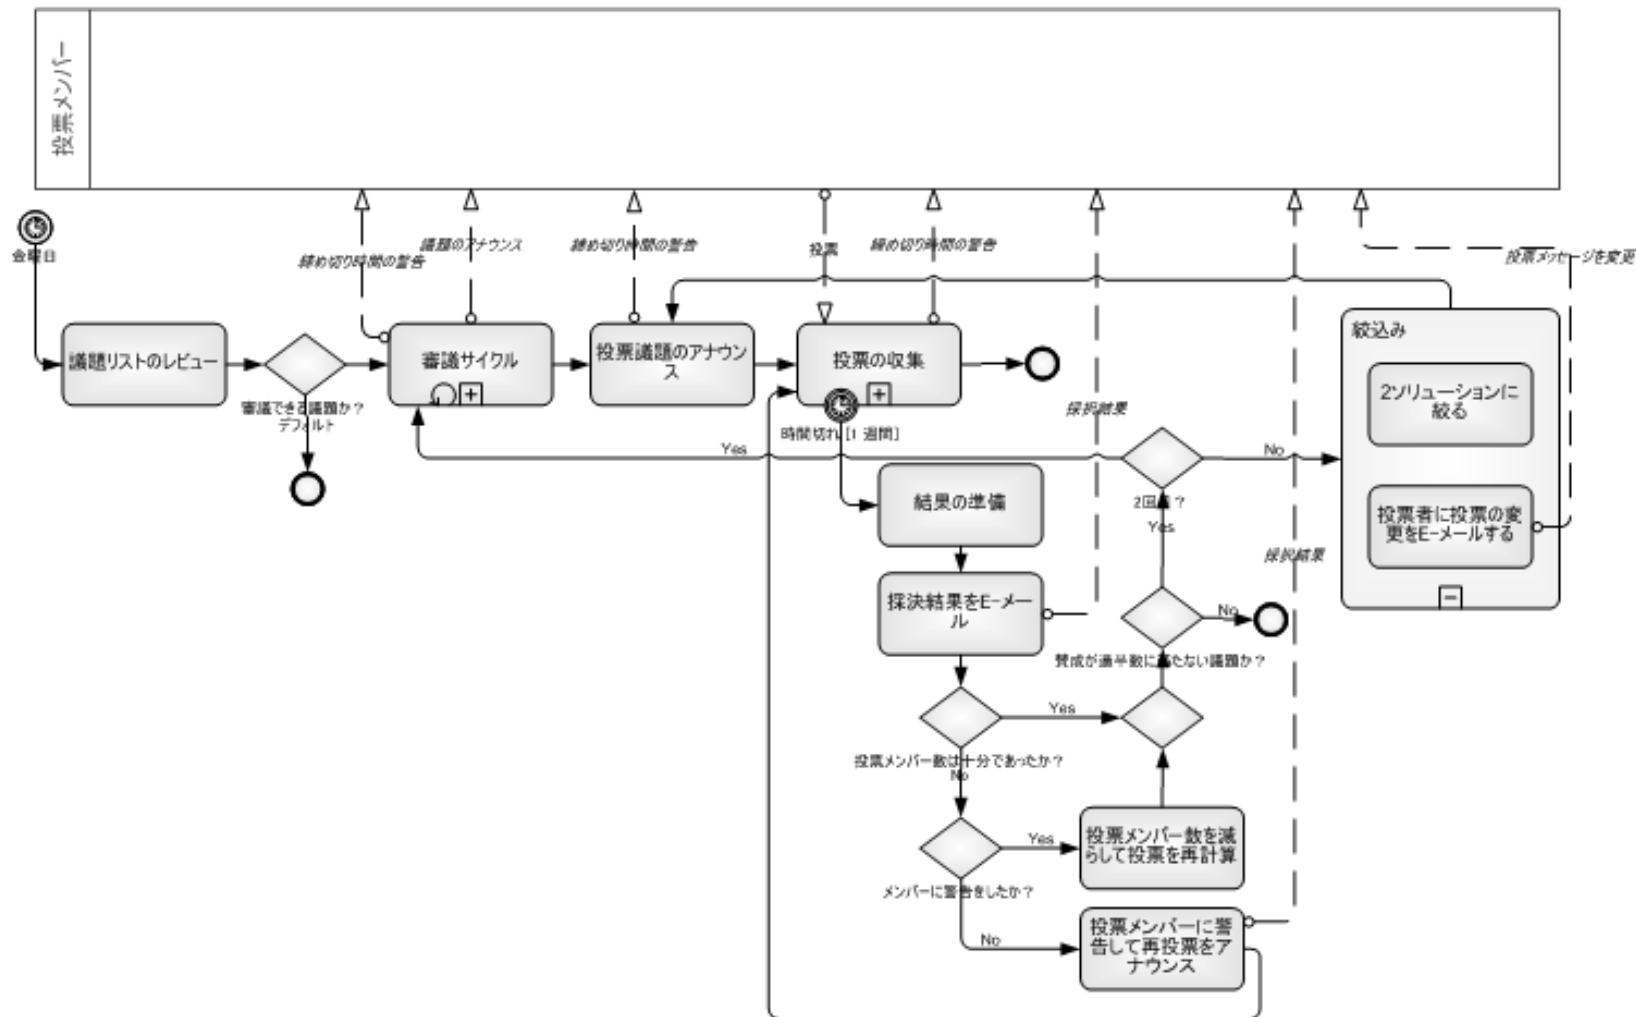 投票メンバー
金曜日
締め切り時間の警告
議題のアナウンス
締め切り時間の警告
投票
締め切り時間の警告
投票メッセージを変更
議題リストのレビュー
審議できる議題か？
デフォルト
審議サイクル
投票議題のアナウン
ス
投票の収集
時間切れ [1 週間]
採択結果
絞込み
2ソリューションに
絞る
投票者に投票の変
更をE-メールする
Yes
No
2回
？
Yes
結果の準備
採択結果
採決結果をE-メー
ル
No
賛成が過半数に
たない議題か？
Yes
投票メンバー数は十分であったか？
No
Yes
投票メンバー数を減
らして投票を再計算
メンバーに警告をしたか？
No
投票メンバーに警
告して再投票をア
ナウンス